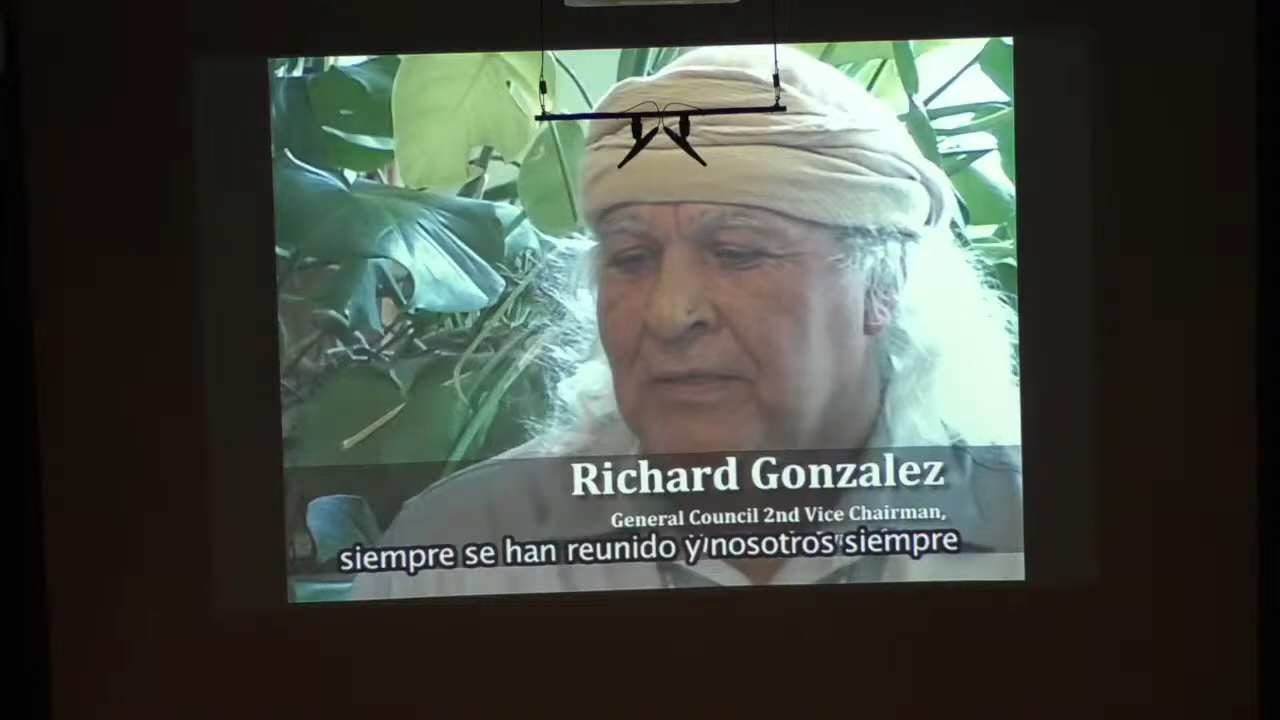 Richard Gonzalez
General Council 2nd Vice Chairman,
siempre se han reunido y nosotros siempre